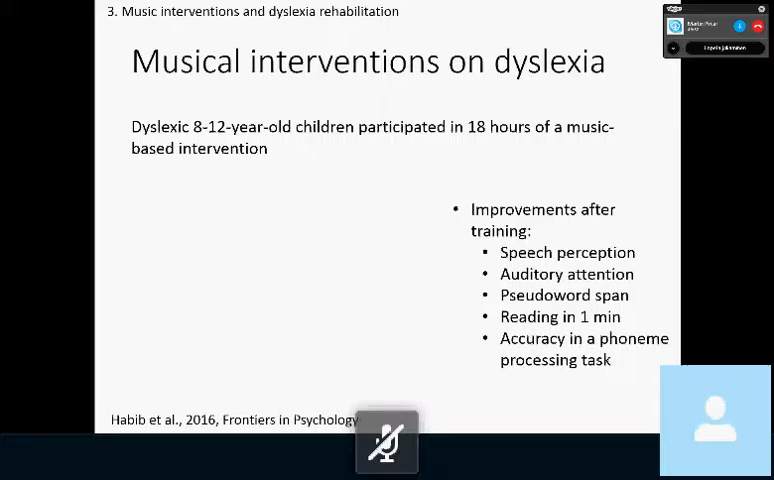 3. Music interventions and dyslexia rehabilitation
Musical interventions on dyslexia
Dyslexic 8-12-year-old children participated in 18 hours of a music-
based intervention
• Improvements after
training:
• Speech perception
• Auditory attention
• Pseudoword span
• Reading in 1 min
• Accuracy in a phoneme
processing task
Habib et al., 2016, Frontiers in Psychology